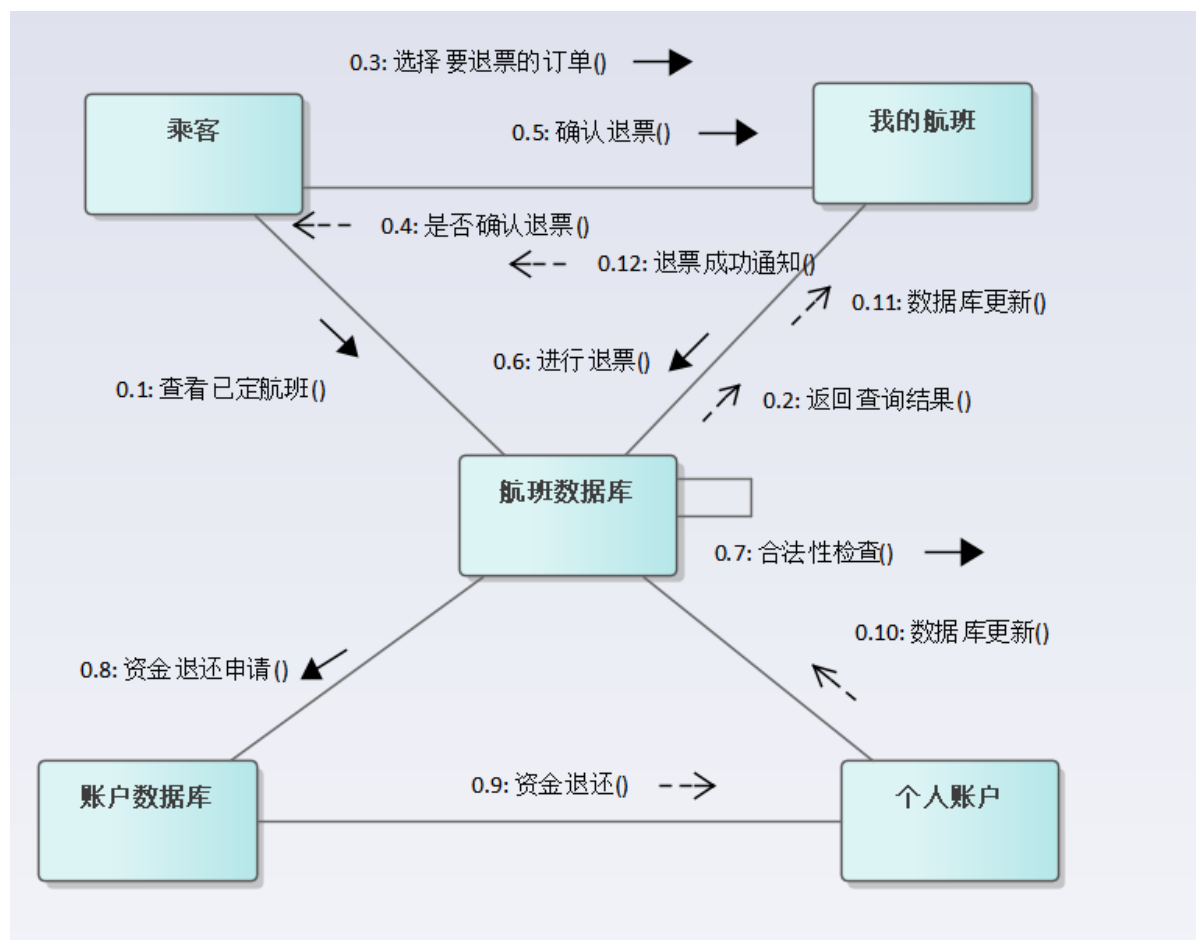 0.3: 选择要退票的订单()
乘客
我的航班
0.5: 确认退票()
0.4: 是否确认退票()
0.12: 退票成功通知()
0.11: 数据库更新()
0.6: 进行退票()
0.1: 查看已定航班()
0.2: 返回查询结果()
航班数据库
0.7: 合法性检查()
0.10: 数据库更新()
0.8: 资金退还申请()
账户数据库
0.9: 资金退还()
个人账户